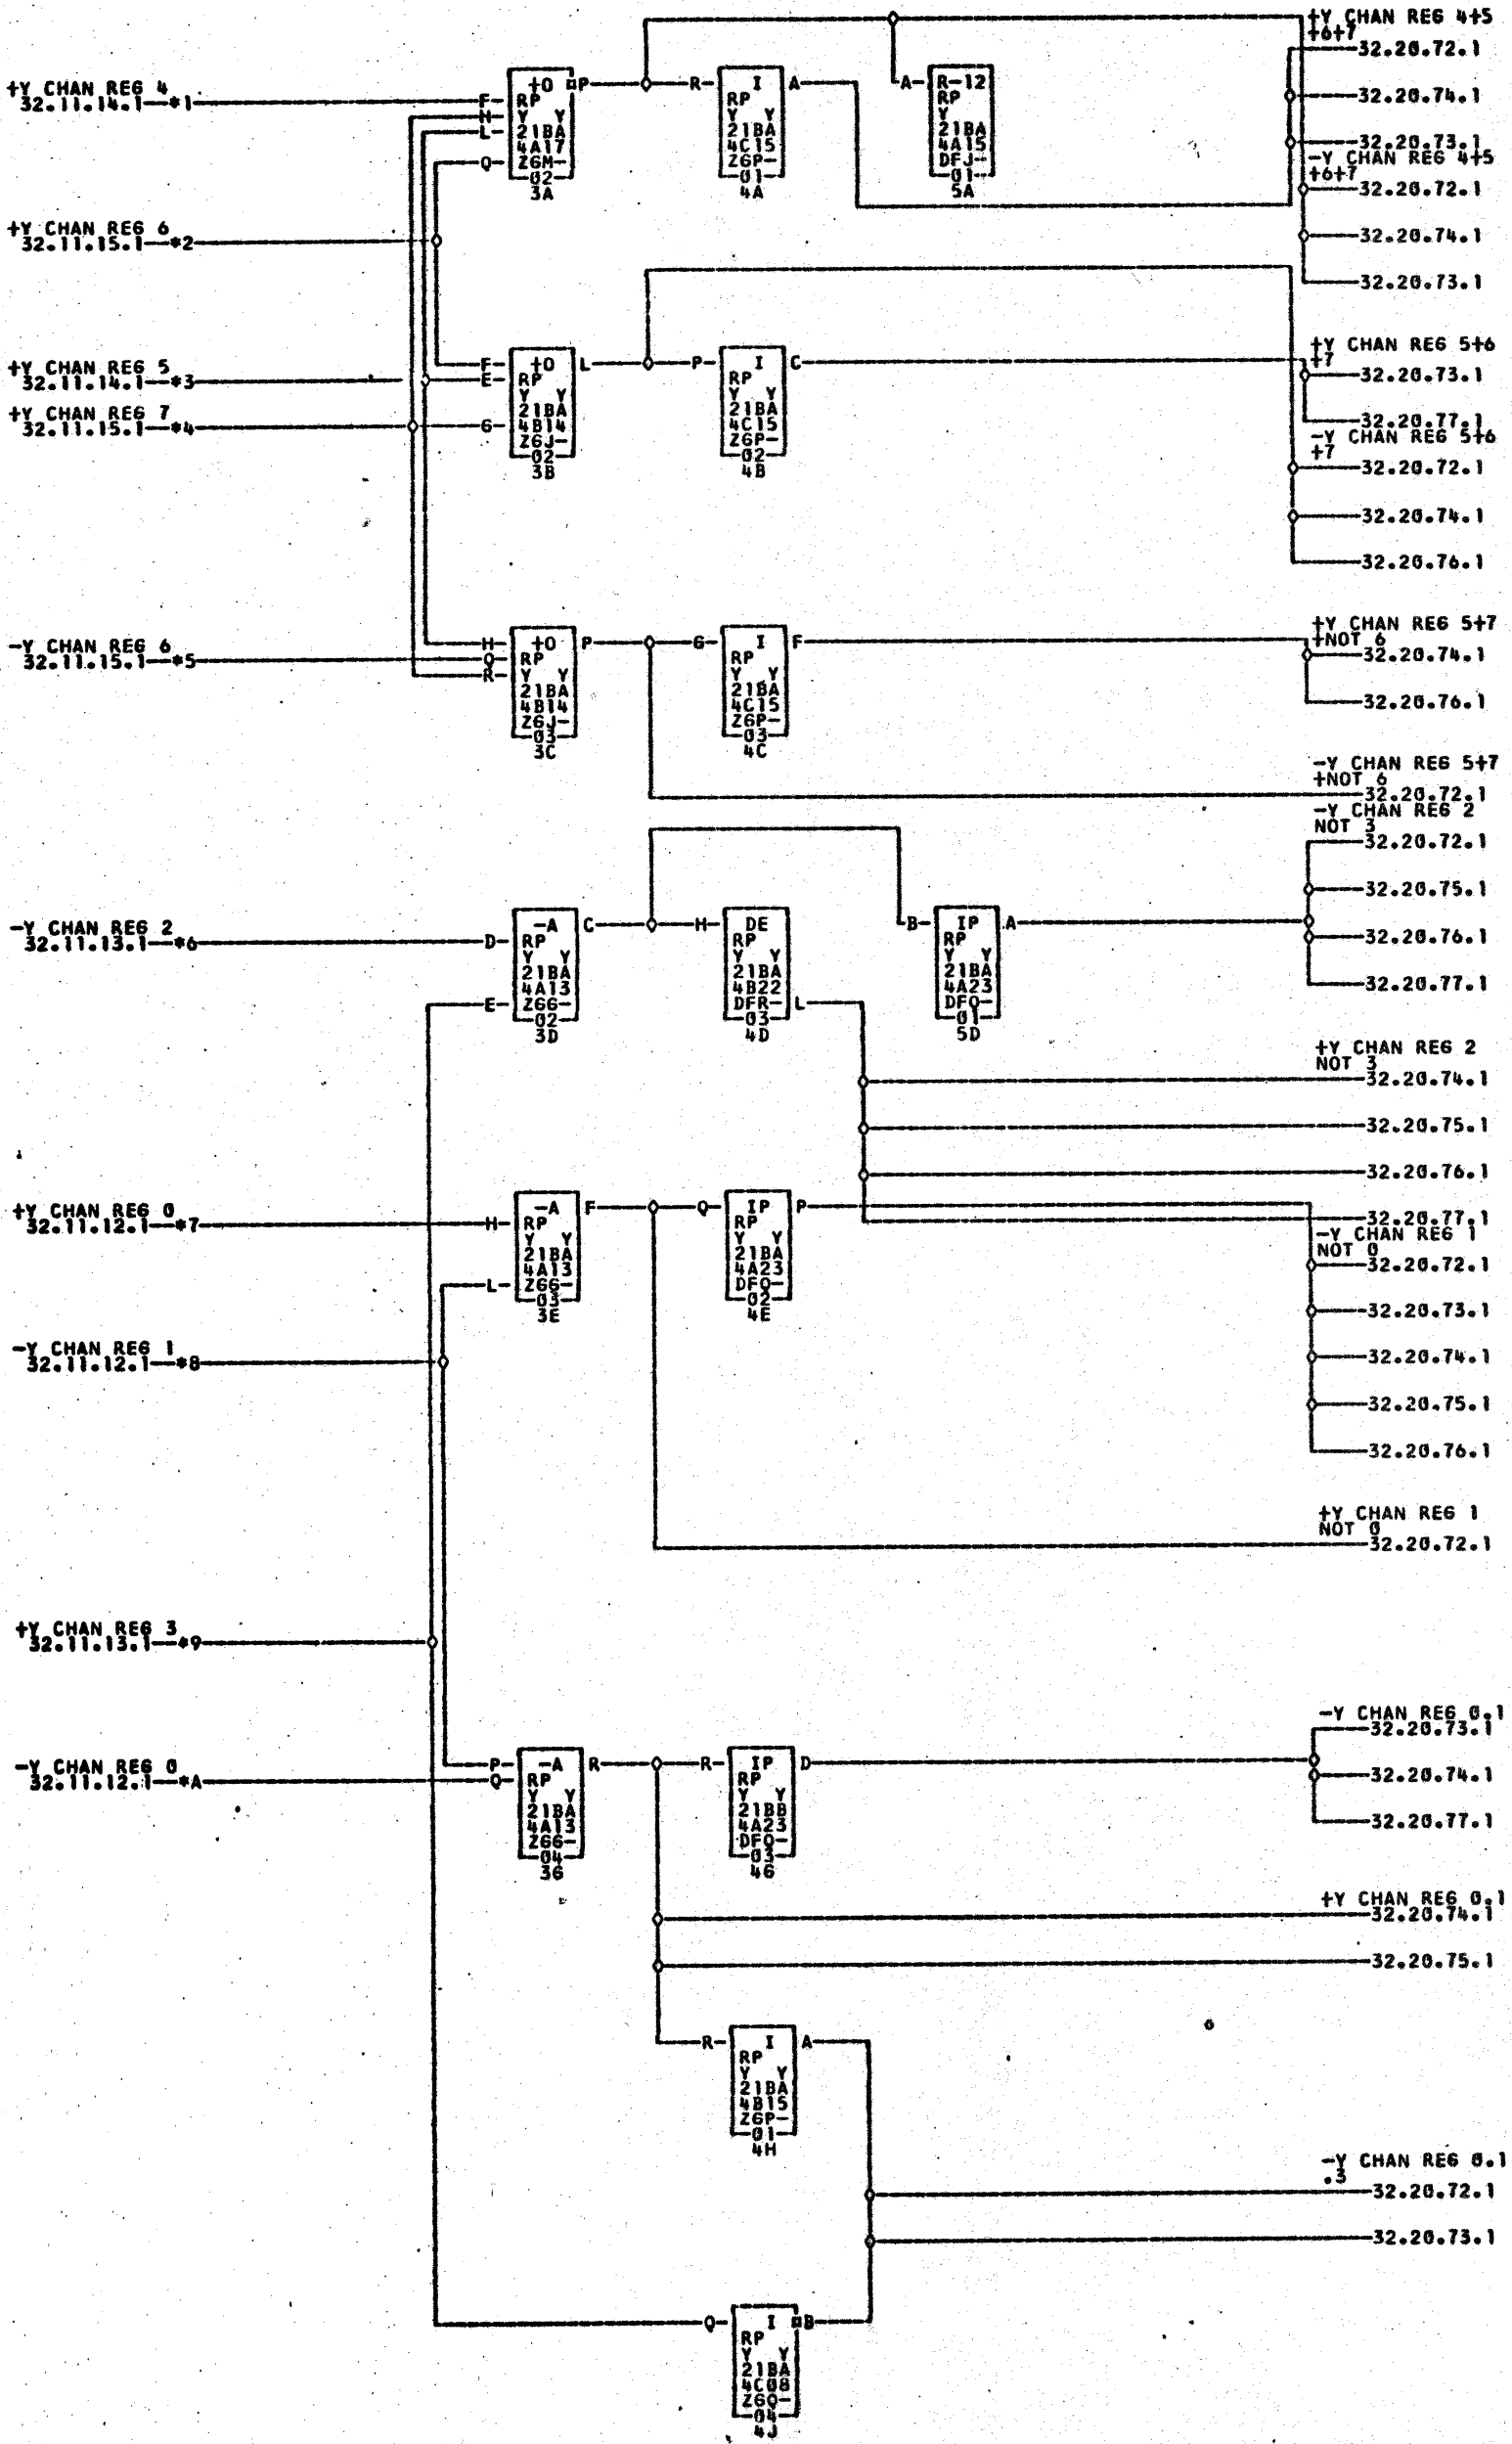 +Y CHAN REG 4
32.11.14.1—*1
+Y CHAN REG 6
32.11.15.1—*2
+Y CHAN REG 5
32.11.14.1—*3
+Y CHAN REG 7
32.11.15.1—*4
-Y CHAN REG 6
32.11.15.1—*5
-Y CHAN REG 2
32.11.13.1—*6
+Y CHAN REG 0
32.11.12.1—*7
-Y CHAN REG 1
32.11.12.1—*8
+Y CHAN REG 3
32.11.13.1—*9
-Y CHAN REG 0
32.11.12.1—*A
F
H
L
Q
+O
RP
Y Y
21BA
4A17
Z6M-
02
3A
P
R
I
RP
Y Y
21BA
4C15
Z6P-
01
4A
A
A
R-12
RP
Y
21BA
4A15
DFJ-
01
5A
F
E
G
+O
RP
Y Y
21BA
4B14
Z6J-
02
3B
L
P
I
RP
Y Y
21BA
4C15
Z6P-
02
4B
C
H
Q
R
+O
RP
Y Y
21BA
4B14
Z6J-
03
3C
P
G
I
RP
Y Y
21BA
4C15
Z6P-
03
4C
F
D
E
-A
RP
Y Y
21BA
4A13
Z66-
02
3D
C
H
DE
RP
Y Y
21BA
4B22
DFR-
03
4D
L
B
IP
RP
Y Y
21BA
4A23
DFQ-
01
5D
A
H
L
-A
RP
Y Y
21BA
4A13
Z66-
03
3E
F
Q
IP
RP
Y Y
21BA
4A23
DFQ-
02
4E
P
P
Q
-A
RP
Y Y
21BA
4A13
Z66-
04
3G
R
R
IP
RP
Y Y
21BB
4A23
DFQ-
03
4G
D
R
I
RP
Y Y
21BA
4B15
Z6P-
01
4H
A
Q
I
RP
Y Y
21BA
4C08
Z6Q-
04
4J
B
+Y CHAN REG 4+5
+6+7
32.20.72.1
32.20.74.1
32.20.73.1
-Y CHAN REG 4+5
+6+7
32.20.72.1
32.20.74.1
32.20.73.1
+Y CHAN REG 5+6
+7
32.20.73.1
32.20.77.1
-Y CHAN REG 5+6
+7
32.20.72.1
32.20.74.1
32.20.76.1
+Y CHAN REG 5+7
+NOT 6
32.20.74.1
32.20.76.1
-Y CHAN REG 5+7
+NOT 6
32.20.72.1
-Y CHAN REG 2
NOT 3
32.20.72.1
32.20.75.1
32.20.76.1
32.20.77.1
+Y CHAN REG 2
NOT 3
32.20.74.1
32.20.75.1
32.20.76.1
32.20.77.1
-Y CHAN REG 1
NOT 0
32.20.72.1
32.20.73.1
32.20.74.1
32.20.75.1
32.20.76.1
+Y CHAN REG 1
NOT 0
32.20.72.1
-Y CHAN REG 0.1
32.20.73.1
32.20.74.1
32.20.77.1
+Y CHAN REG 0.1
32.20.74.1
32.20.75.1
-Y CHAN REG 0.1
.3
32.20.72.1
32.20.73.1